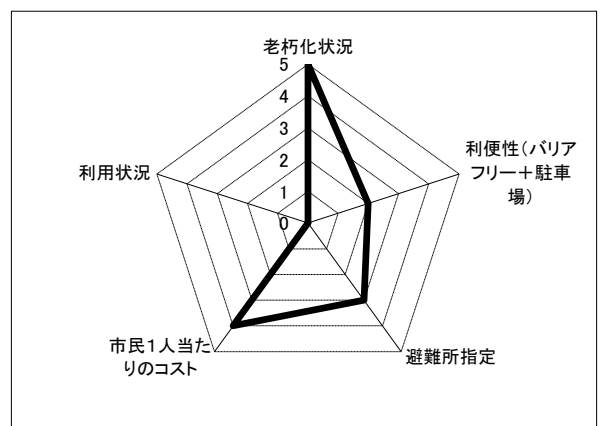 老朽化状況
5
4
3
2
1
0
利便性(バリア
フリー+駐車
場)
避難所指定
市民1人当た
りのコスト
利用状況